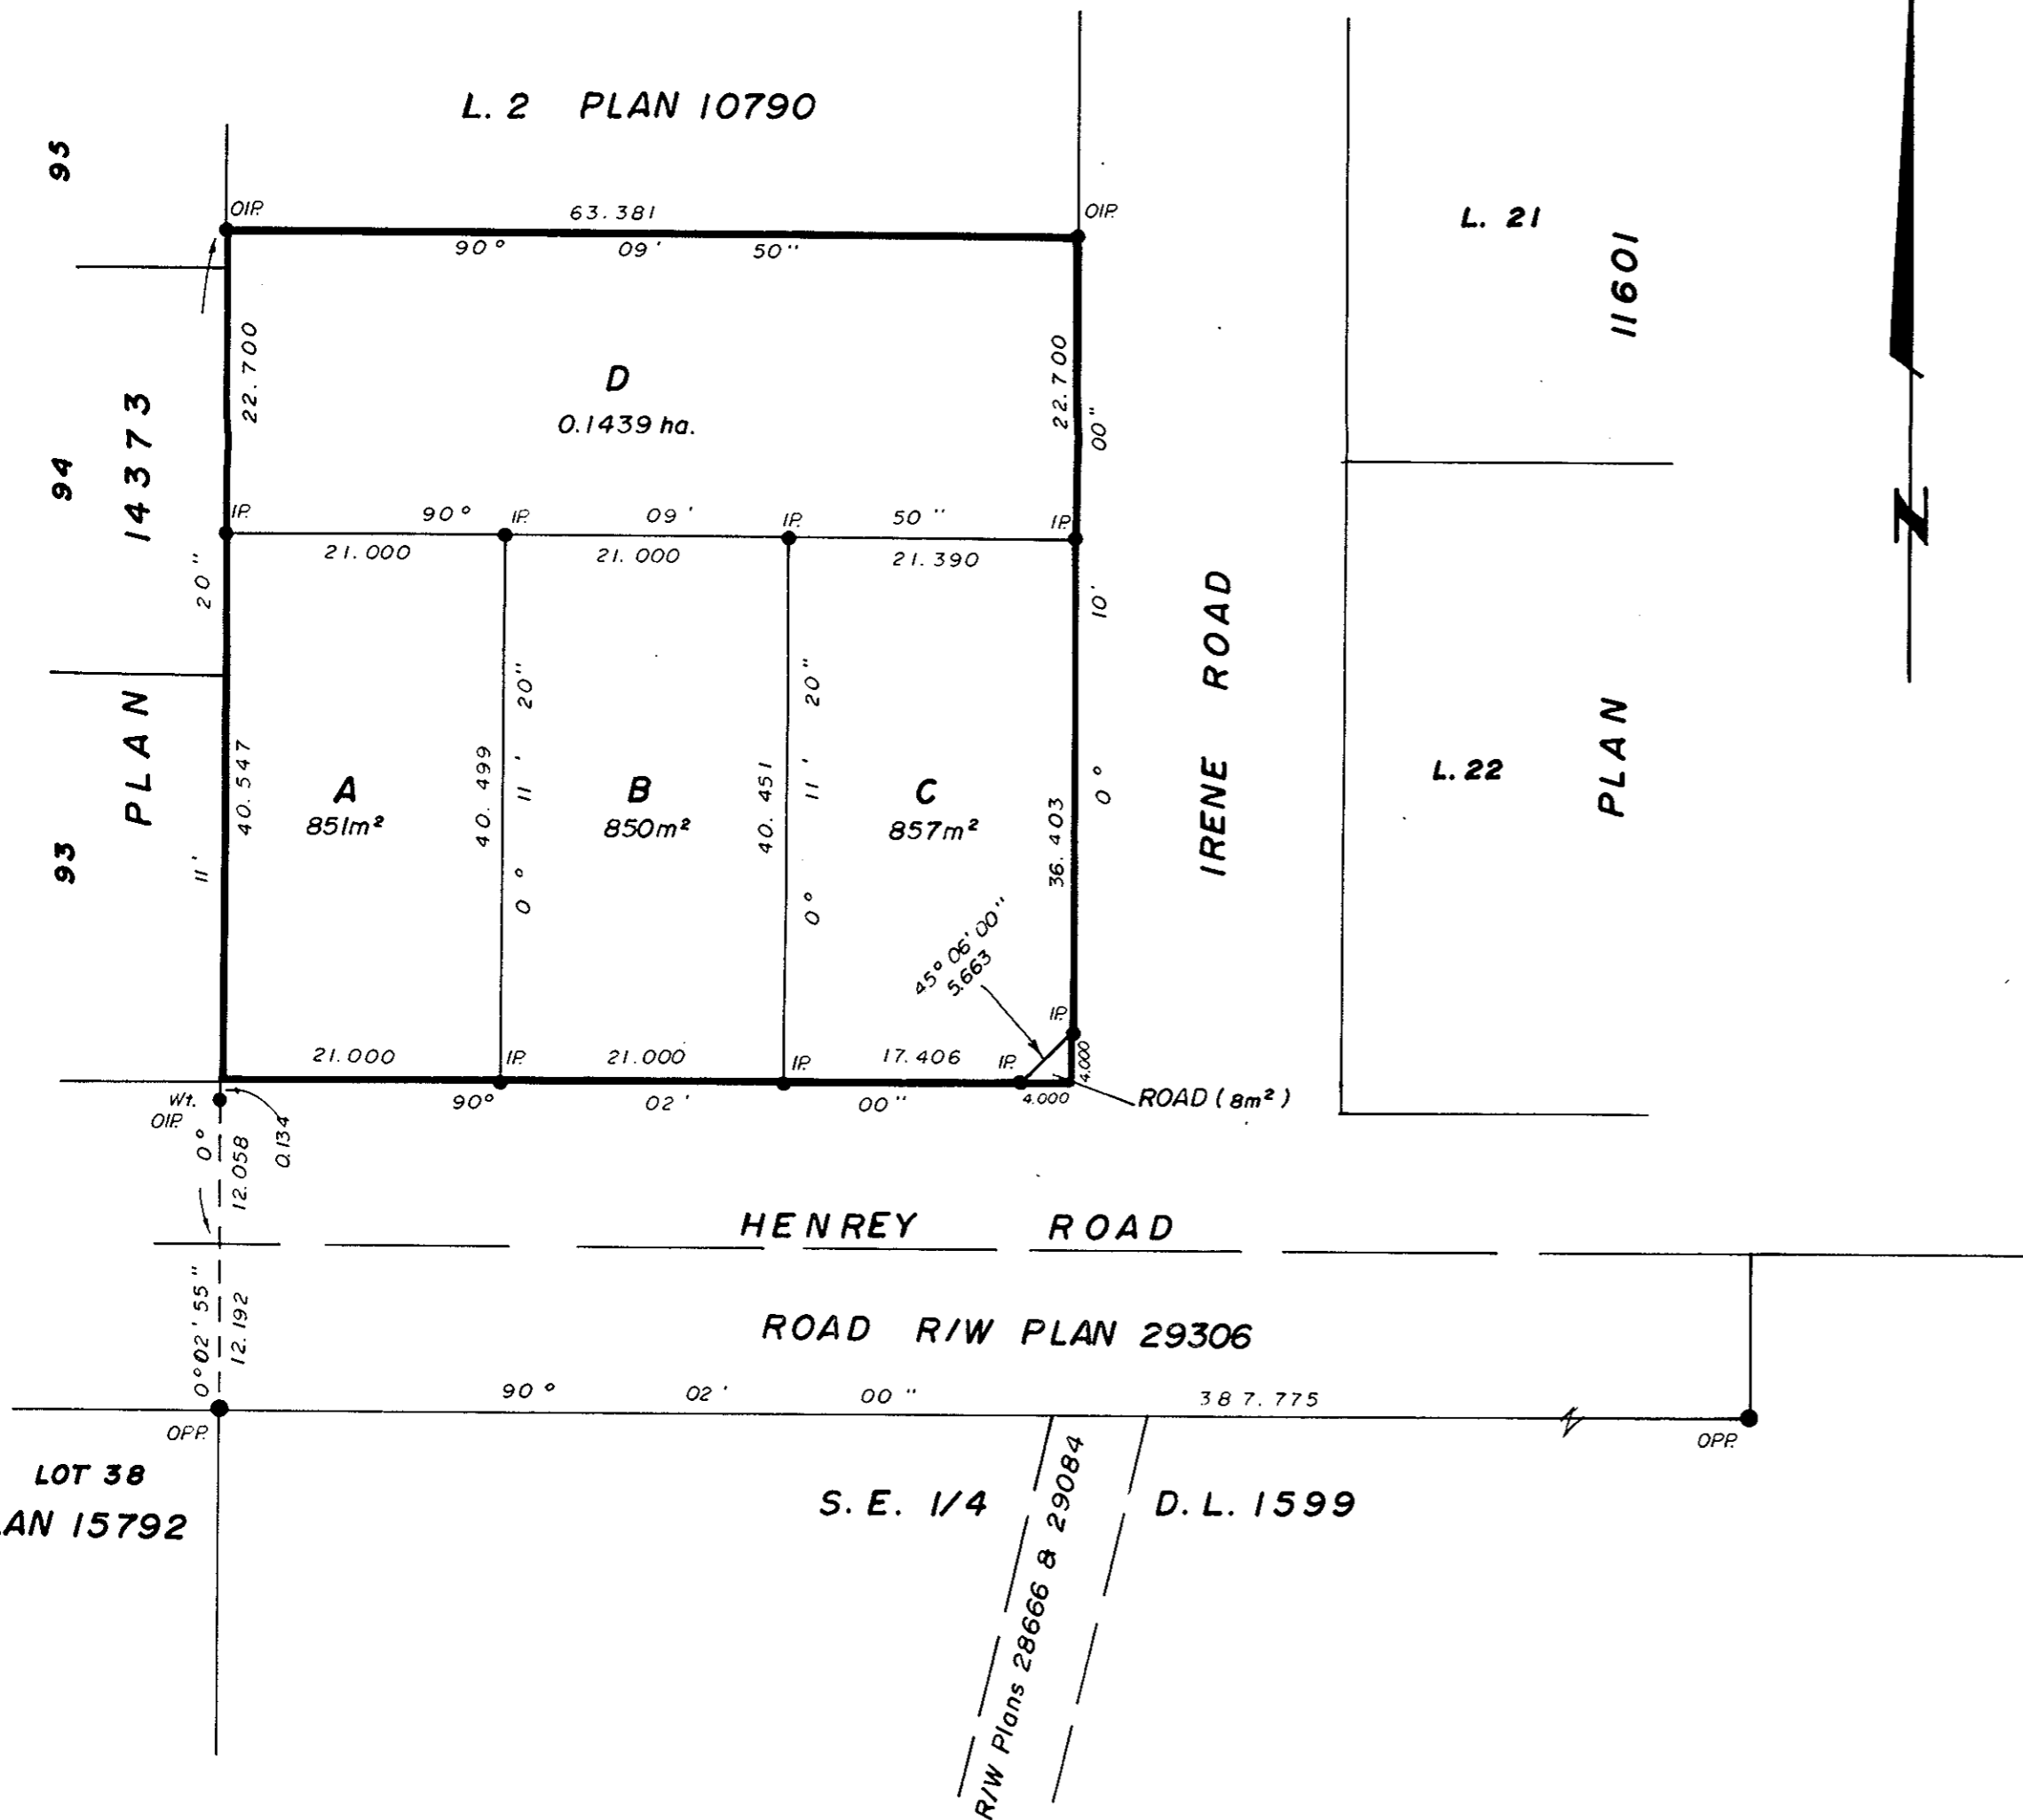 L. 2 PLAN 10790
95
OIP.
63.381
OIP.
90° 09' 50"
L. 21
11601
22.700
22.700
D
0.1439 ha.
00"
94
14373
IP.
90°
IP.
09'
IP.
50"
IP.
21.000
21.000
21.390
20"
10'
IRENE ROAD
PLAN
PLAN
20"
20"
40.547
40.499
11'
40.451
11'
0°
A
851m²
B
850m²
C
857m²
L. 22
36.403
93
11'
0°
0°
45° 06' 00"
5.663
IP.
21.000
IP.
21.000
IP.
17.406
IP.
4.000
Wt.
OIP.
90° 02' 00"
4.000
ROAD (8m²)
0°
12.058
0.134
HENREY ROAD
0° 02' 55"
12.192
ROAD R/W PLAN 29306
90° 02' 00"
387.775
OPP.
OPP.
LOT 38
AN 15792
S.E. 1/4 D.L. 1599
R/W Plans 28666 & 29084
N